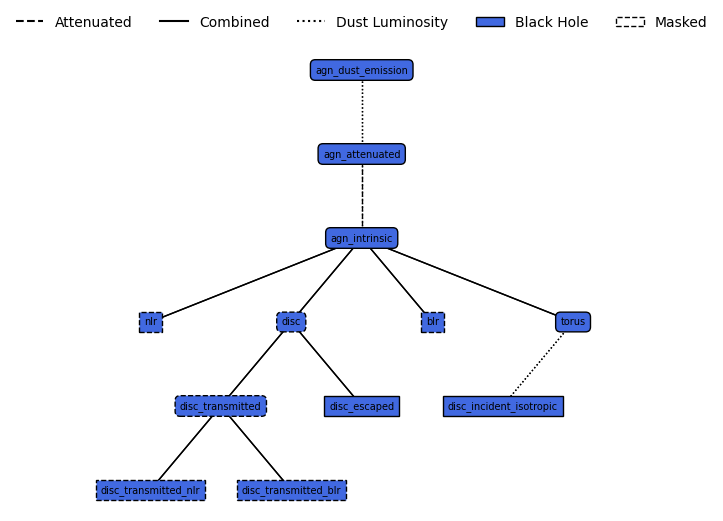 Attenuated Combined Dust Luminosity Black Hole Masked
agn_dust_emission
agn_attenuated
agn_intrinsic
nlr disc blr torus
disc_transmitted disc_escaped disc_incident_isotropic
disc_transmitted_nlr disc_transmitted_blr